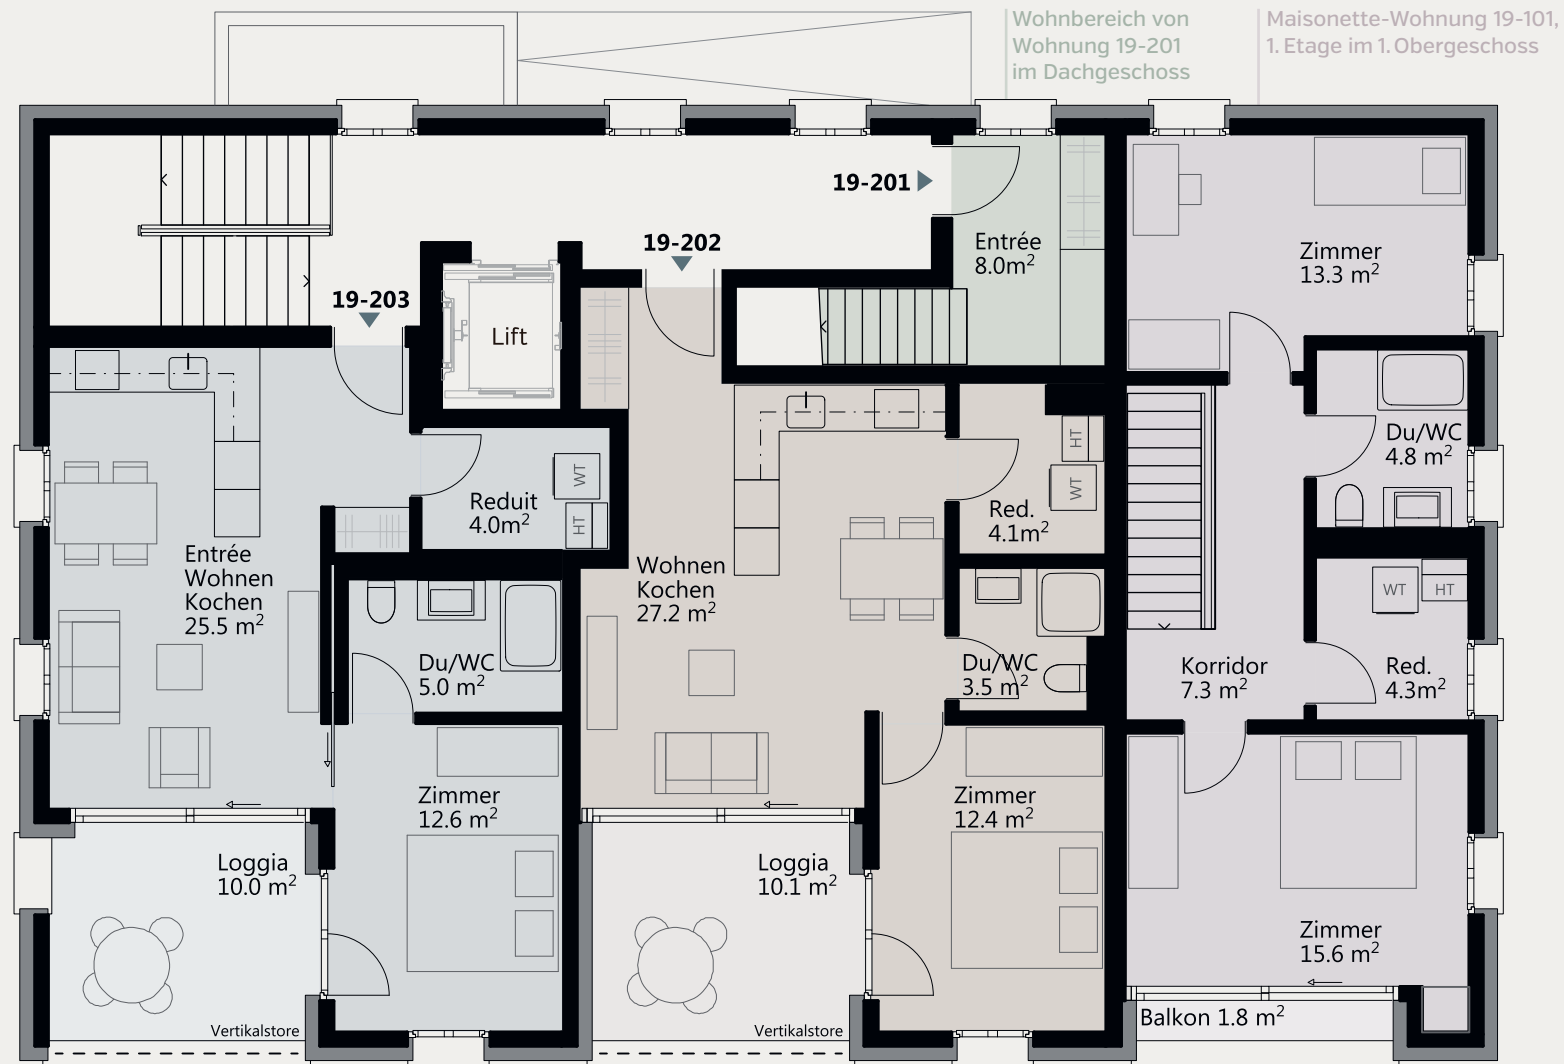 Wohnbereich von
Wohnung 19-201
im Dachgeschoss
Maisonette-Wohnung 19-101,
1. Etage im 1. Obergeschoss
19-201
19-202
19-203
Lift
Entrée
8.0m²
Zimmer
13.3 m²
Du/WC
4.8 m²
Reduit
4.0m²
WT
HT
Red.
4.1m²
HT
WT
Entrée
Wohnen
Kochen
25.5 m²
Wohnen
Kochen
27.2 m²
Du/WC
5.0 m²
Du/WC
3.5 m²
Korridor
7.3 m²
WT
HT
Red.
4.3m²
Zimmer
12.6 m²
Zimmer
12.4 m²
Loggia
10.0 m²
Loggia
10.1 m²
Zimmer
15.6 m²
Vertikalstore
Vertikalstore
Balkon 1.8 m²